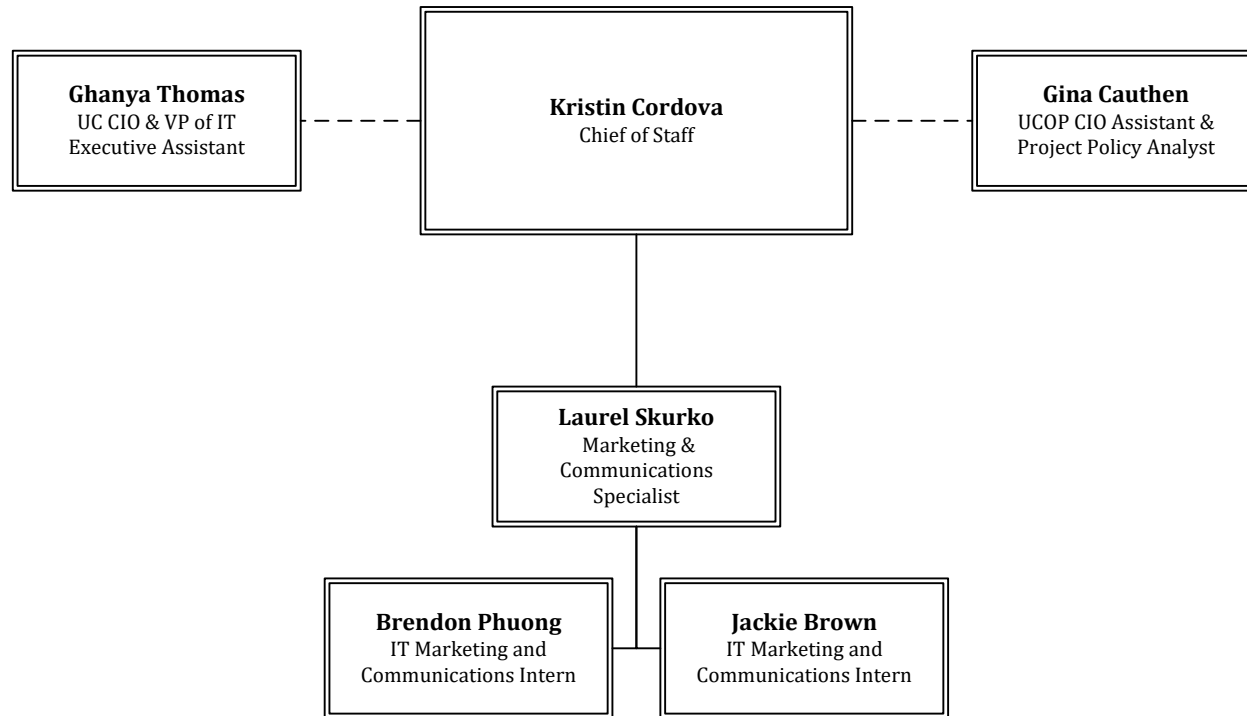 Ghanya Thomas
UC CIO & VP of IT
Executive Assistant
Kristin Cordova
Chief of Staff
Gina Cauthen
UCOP CIO Assistant &
Project Policy Analyst
Laurel Skurko
Marketing &
Communications
Specialist
Brendon Phuong
IT Marketing and
Communications Intern
Jackie Brown
IT Marketing and
Communications Intern